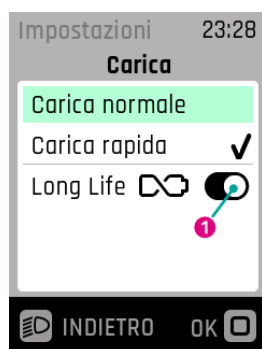 Impostazioni 23:28
Carica
Carica normale
Carica rapida
Long Life
1
INDIETRO OK